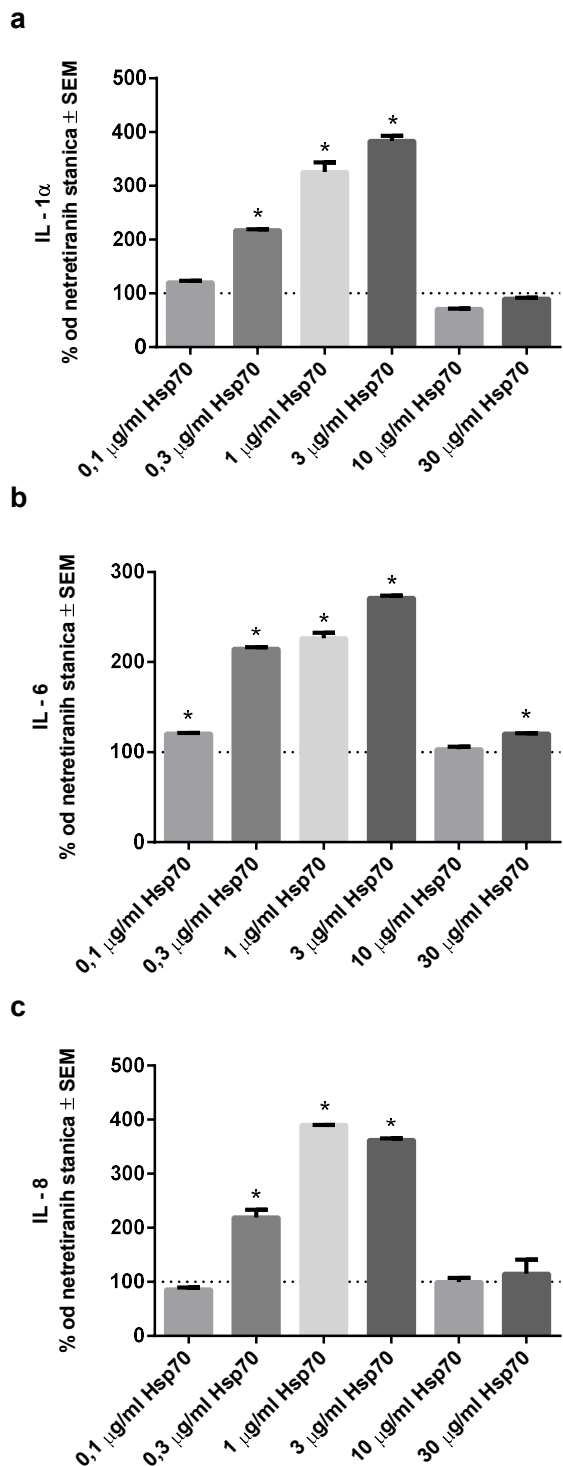 a
IL - 1α
% od netretiranih stanica ± SEM
500
400
300
200
100
0
*
*
*
0,1 μg/ml Hsp70
0,3 μg/ml Hsp70
1 μg/ml Hsp70
3 μg/ml Hsp70
10 μg/ml Hsp70
30 μg/ml Hsp70
b
IL - 6
% od netretiranih stanica ± SEM
300
200
100
0
*
*
*
*
*
0,1 μg/ml Hsp70
0,3 μg/ml Hsp70
1 μg/ml Hsp70
3 μg/ml Hsp70
10 μg/ml Hsp70
30 μg/ml Hsp70
c
IL - 8
% od netretiranih stanica ± SEM
500
400
300
200
100
0
*
*
*
0,1 μg/ml Hsp70
0,3 μg/ml Hsp70
1 μg/ml Hsp70
3 μg/ml Hsp70
10 μg/ml Hsp70
30 μg/ml Hsp70